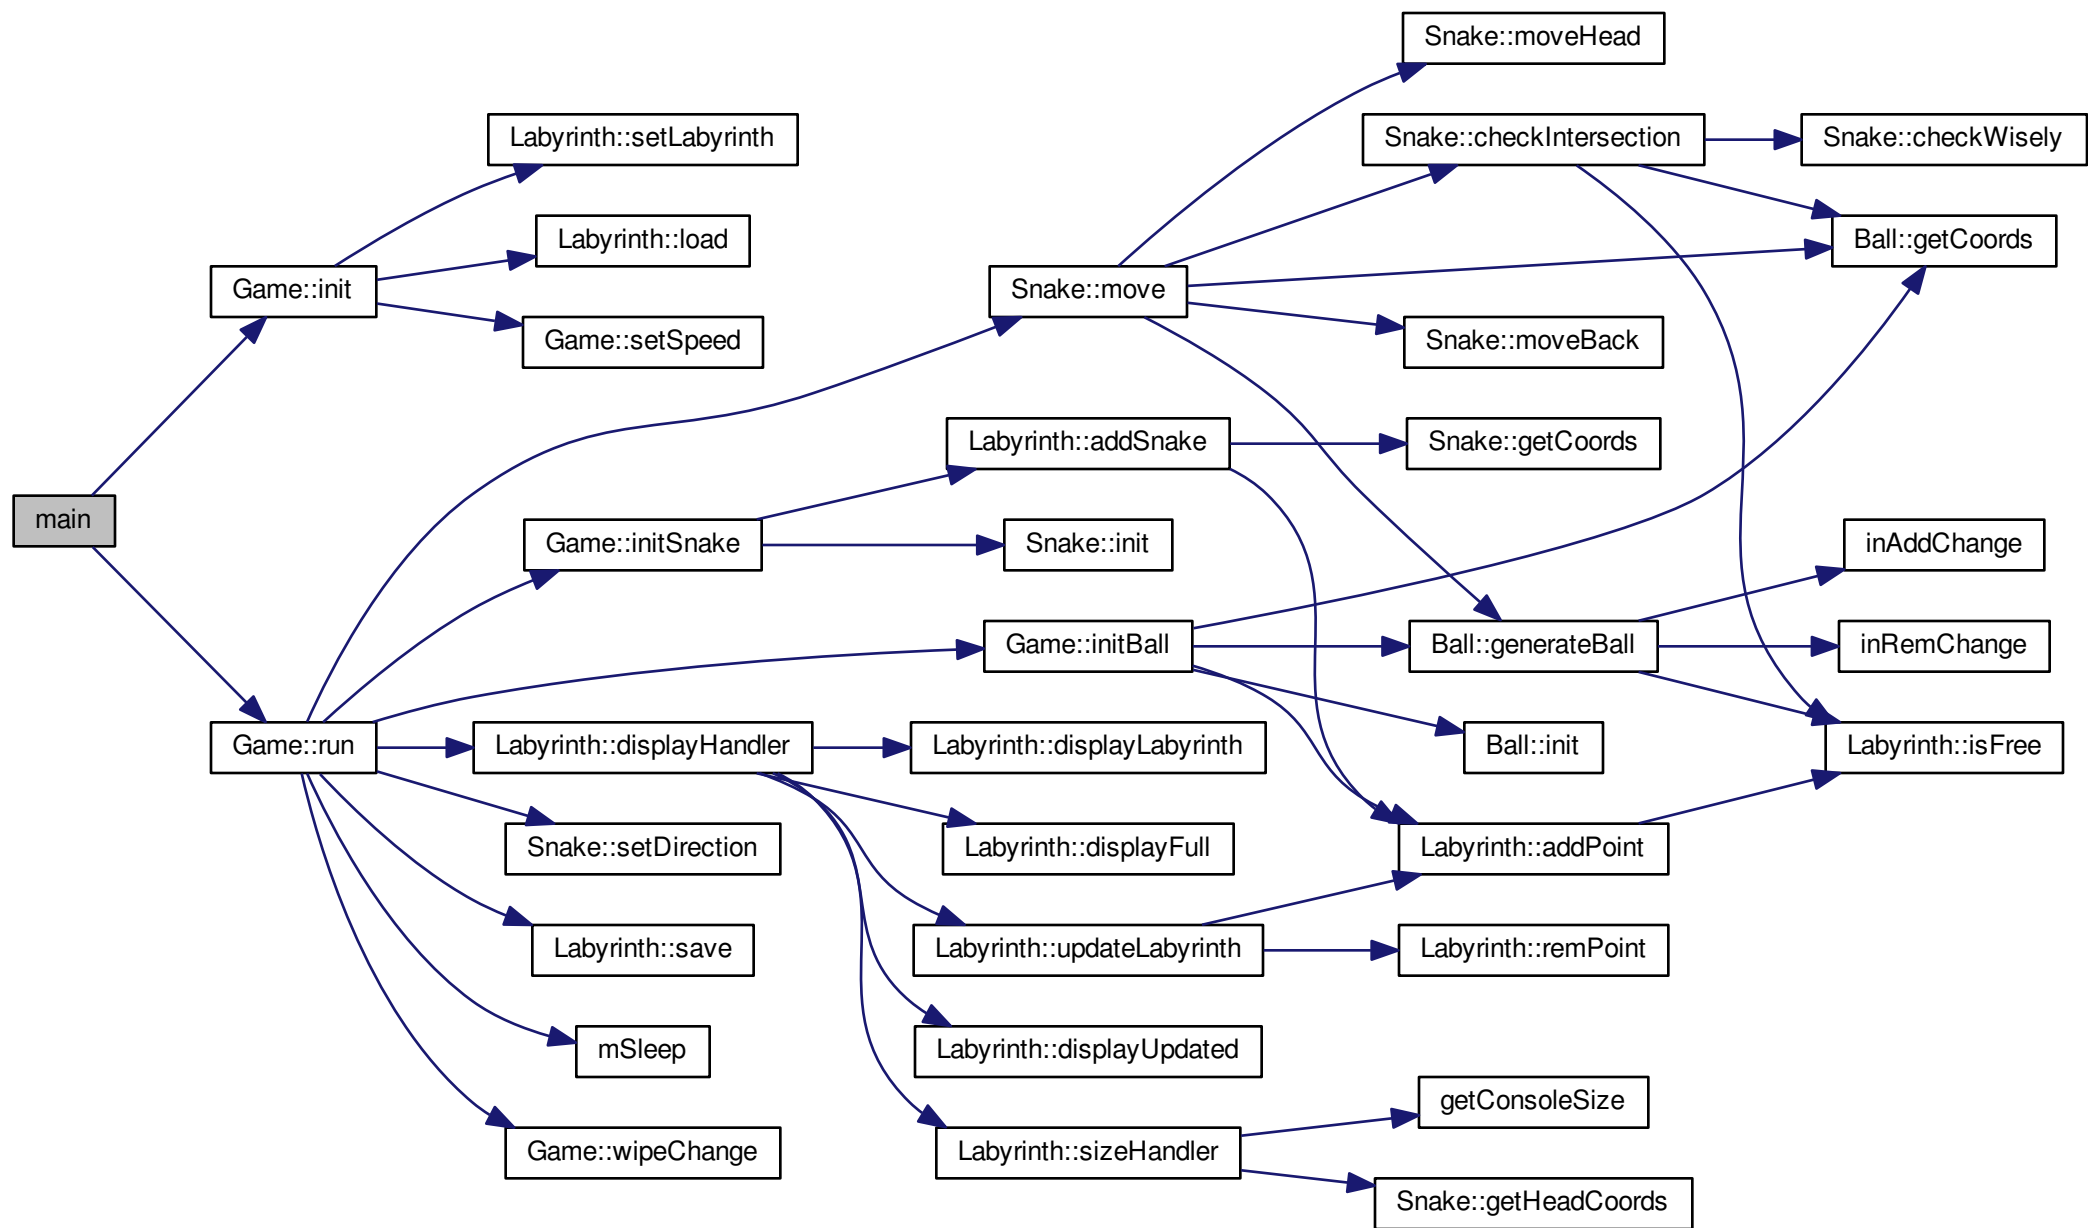 Snake::moveHead
Labyrinth::setLabyrinth
Snake::checkIntersection
Snake::checkWisely
Labyrinth::load
Ball::getCoords
Game::init
Snake::move
Game::setSpeed
Snake::moveBack
Labyrinth::addSnake
Snake::getCoords
main
Game::initSnake
Snake::init
inAddChange
Game::initBall
Ball::generateBall
inRemChange
Game::run
Labyrinth::displayHandler
Labyrinth::displayLabyrinth
Ball::init
Labyrinth::isFree
Snake::setDirection
Labyrinth::displayFull
Labyrinth::addPoint
Labyrinth::save
Labyrinth::updateLabyrinth
Labyrinth::remPoint
mSleep
Labyrinth::displayUpdated
getConsoleSize
Game::wipeChange
Labyrinth::sizeHandler
Snake::getHeadCoords